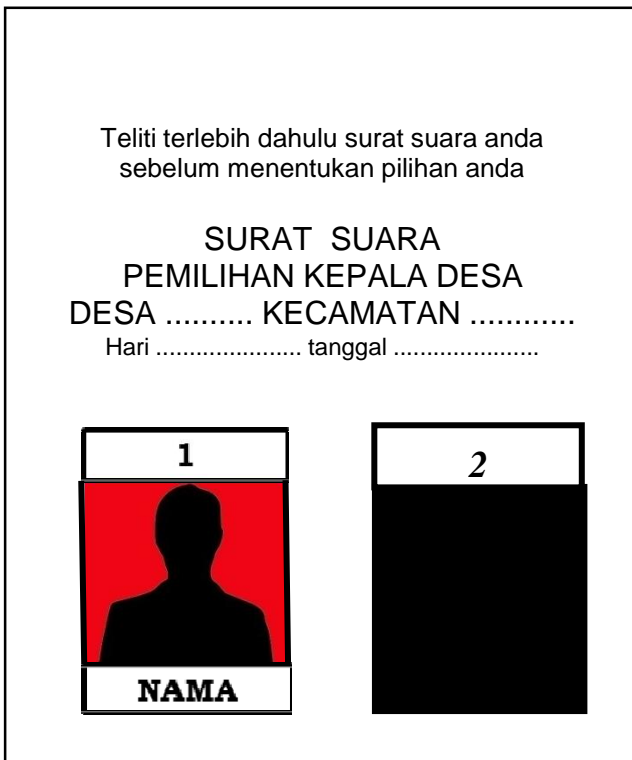 Teliti terlebih dahulu surat suara anda
sebelum menentukan pilihan anda
SURAT SUARA
PEMILIHAN KEPALA DESA
DESA .......... KECAMATAN ............
Hari ...................... tanggal ......................
1
2
NAMA